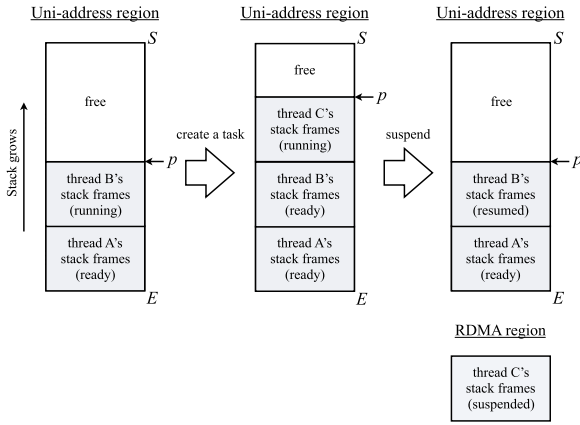 Uni-address region
S
free
Stack grows
p
thread B's
stack frames
(running)
thread A's
stack frames
(ready)
E
create a task
Uni-address region
S
free
p
thread C's
stack frames
(running)
thread B's
stack frames
(ready)
thread A's
stack frames
(ready)
E
suspend
Uni-address region
S
free
p
thread B's
stack frames
(resumed)
thread A's
stack frames
(ready)
E
RDMA region
thread C's
stack frames
(suspended)